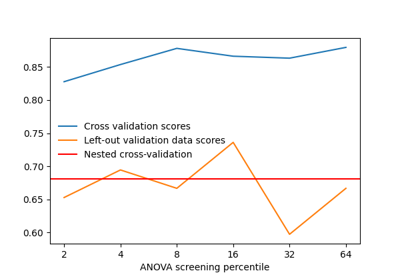 0.85
0.80
0.75
0.70
0.65
0.60
Cross validation scores
Left-out validation data scores
Nested cross-validation
2 4 8 16 32 64
ANOVA screening percentile